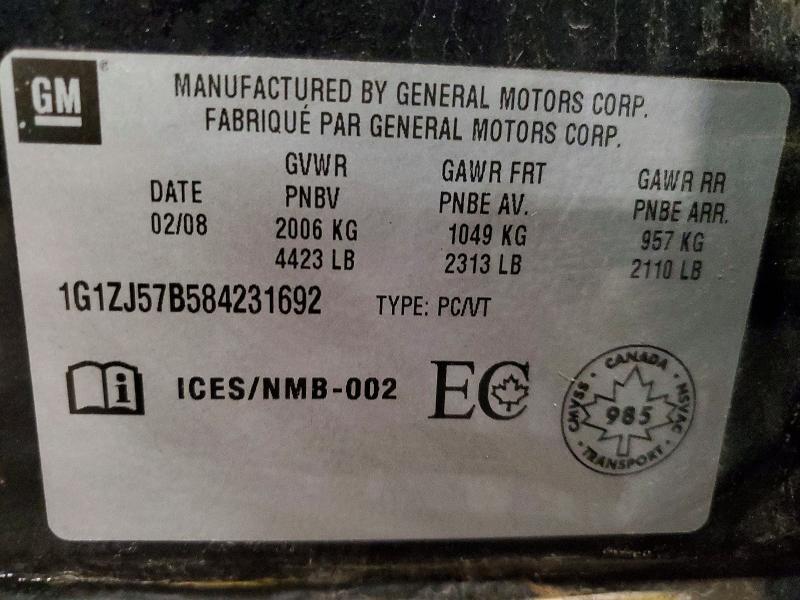 GM
MANUFACTURED BY GENERAL MOTORS CORP.
FABRIQUÉ PAR GENERAL MOTORS CORP.
DATE
02/08
GVWR
PNBV
2006 KG
4423 LB
GAWR FRT
PNBE AV.
1049 KG
2313 LB
GAWR RR
PNBE ARR.
957 KG
2110 LB
1G1ZJ57B584231692 TYPE: PC/VT
i ICES/NMB-002 EC
CANADA
CMVSS
985
NSVAC
TRANSPORT